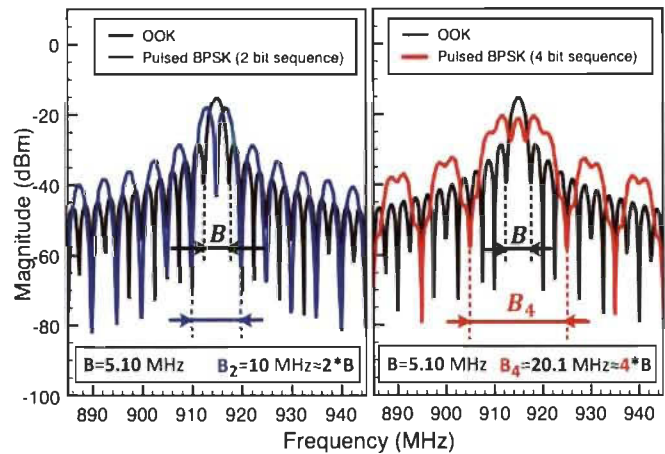 OOK
Pulsed BPSK (2 bit sequence)
OOK
Pulsed BPSK (4 bit sequence)
Magnitude (dBm)
0
-20
-40
-60
-80
-100
B
B
B4
B=5.10 MHz
B2=10 MHz≈2*B
B=5.10 MHz
B4=20.1 MHz≈4*B
890 900 910 920 930 940
890 900 910 920 930 940
Frequency (MHz)